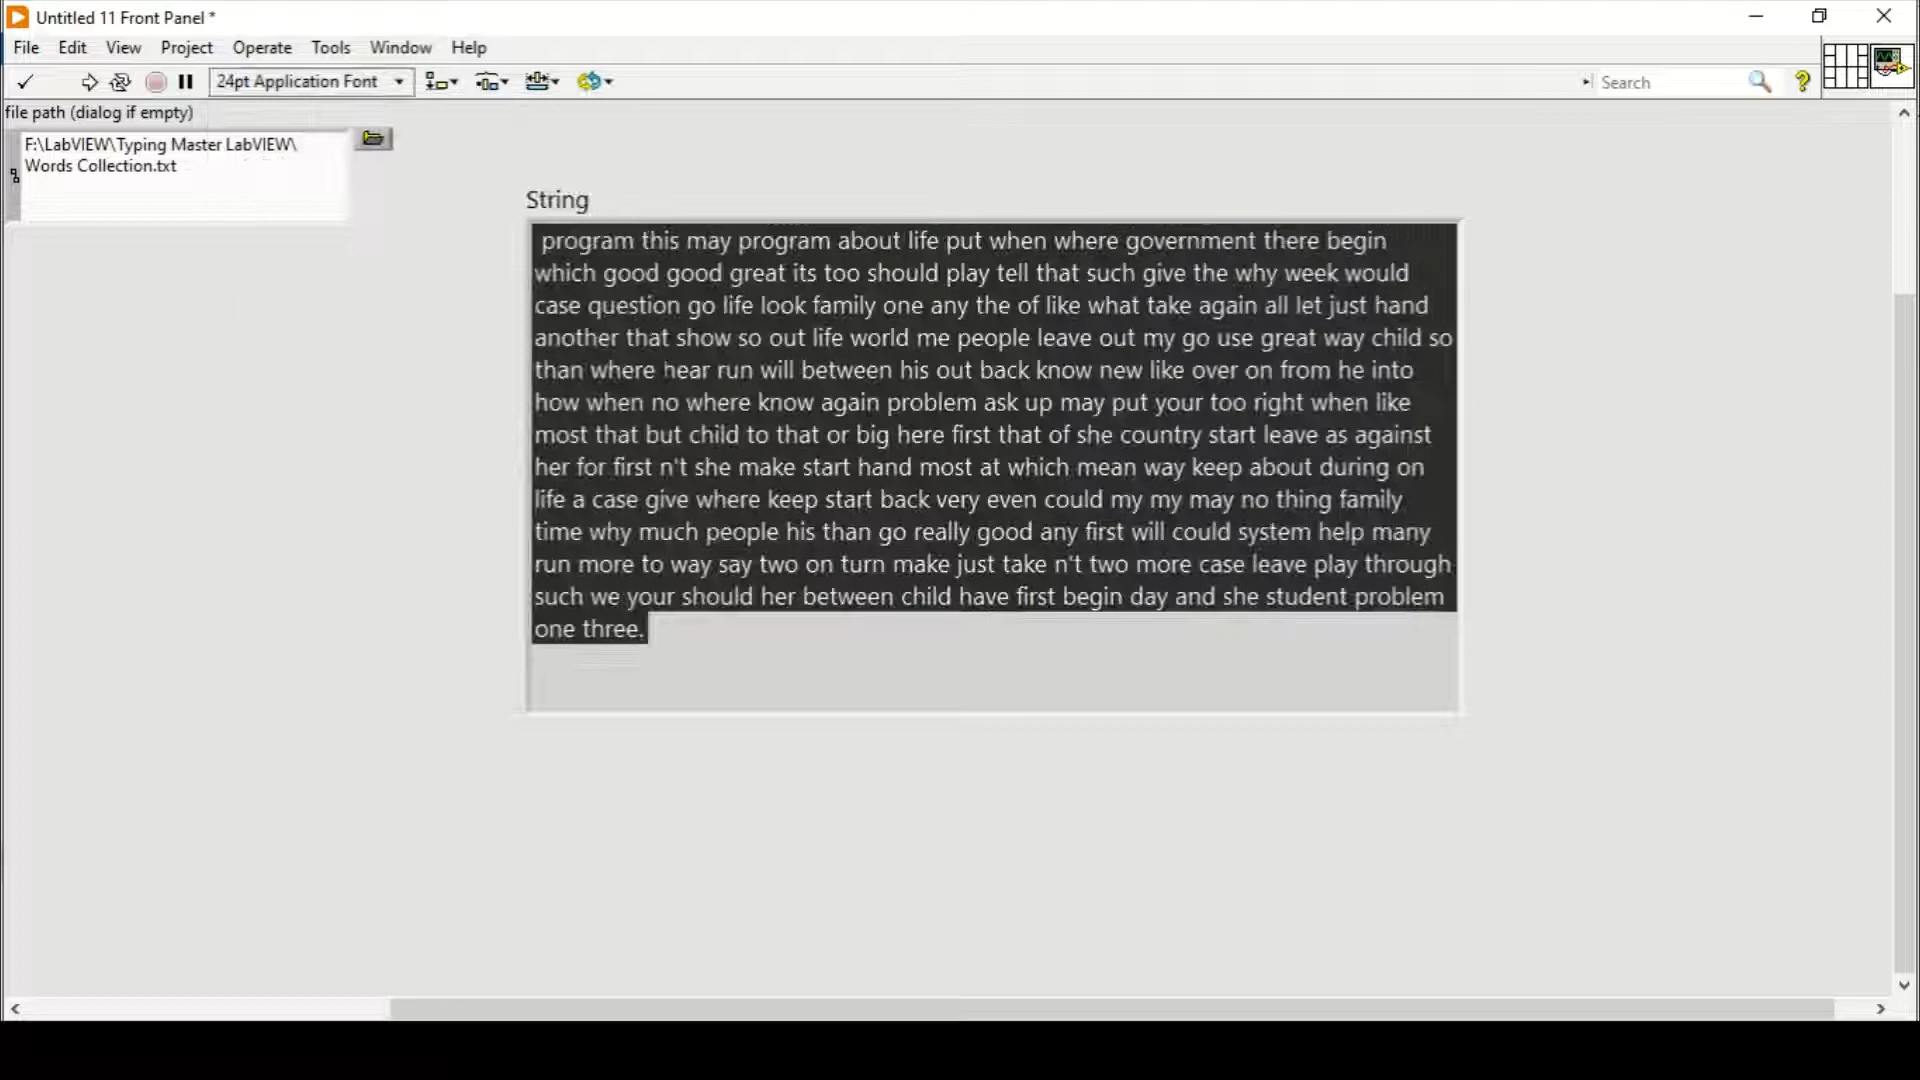 Untitled 11 Front Panel *
File Edit View Project Operate Tools Window Help
24pt Application Font
Search
?
file path (dialog if empty)
F:\LabVIEW\Typing Master LabVIEW\
Words Collection.txt
String
program this may program about life put when where government there begin
which good good great its too should play tell that such give the why week would
case question go life look family one any the of like what take again all let just hand
another that show so out life world me people leave out my go use great way child so
than where hear run will between his out back know new like over on from he into
how when no where know again problem ask up may put your too right when like
most that but child to that or big here first that of she country start leave as against
her for first n't she make start hand most at which mean way keep about during on
life a case give where keep start back very even could my my may no thing family
time why much people his than go really good any first will could system help many
run more to way say two on turn make just take n't two more case leave play through
such we your should her between child have first begin day and she student problem
one three.